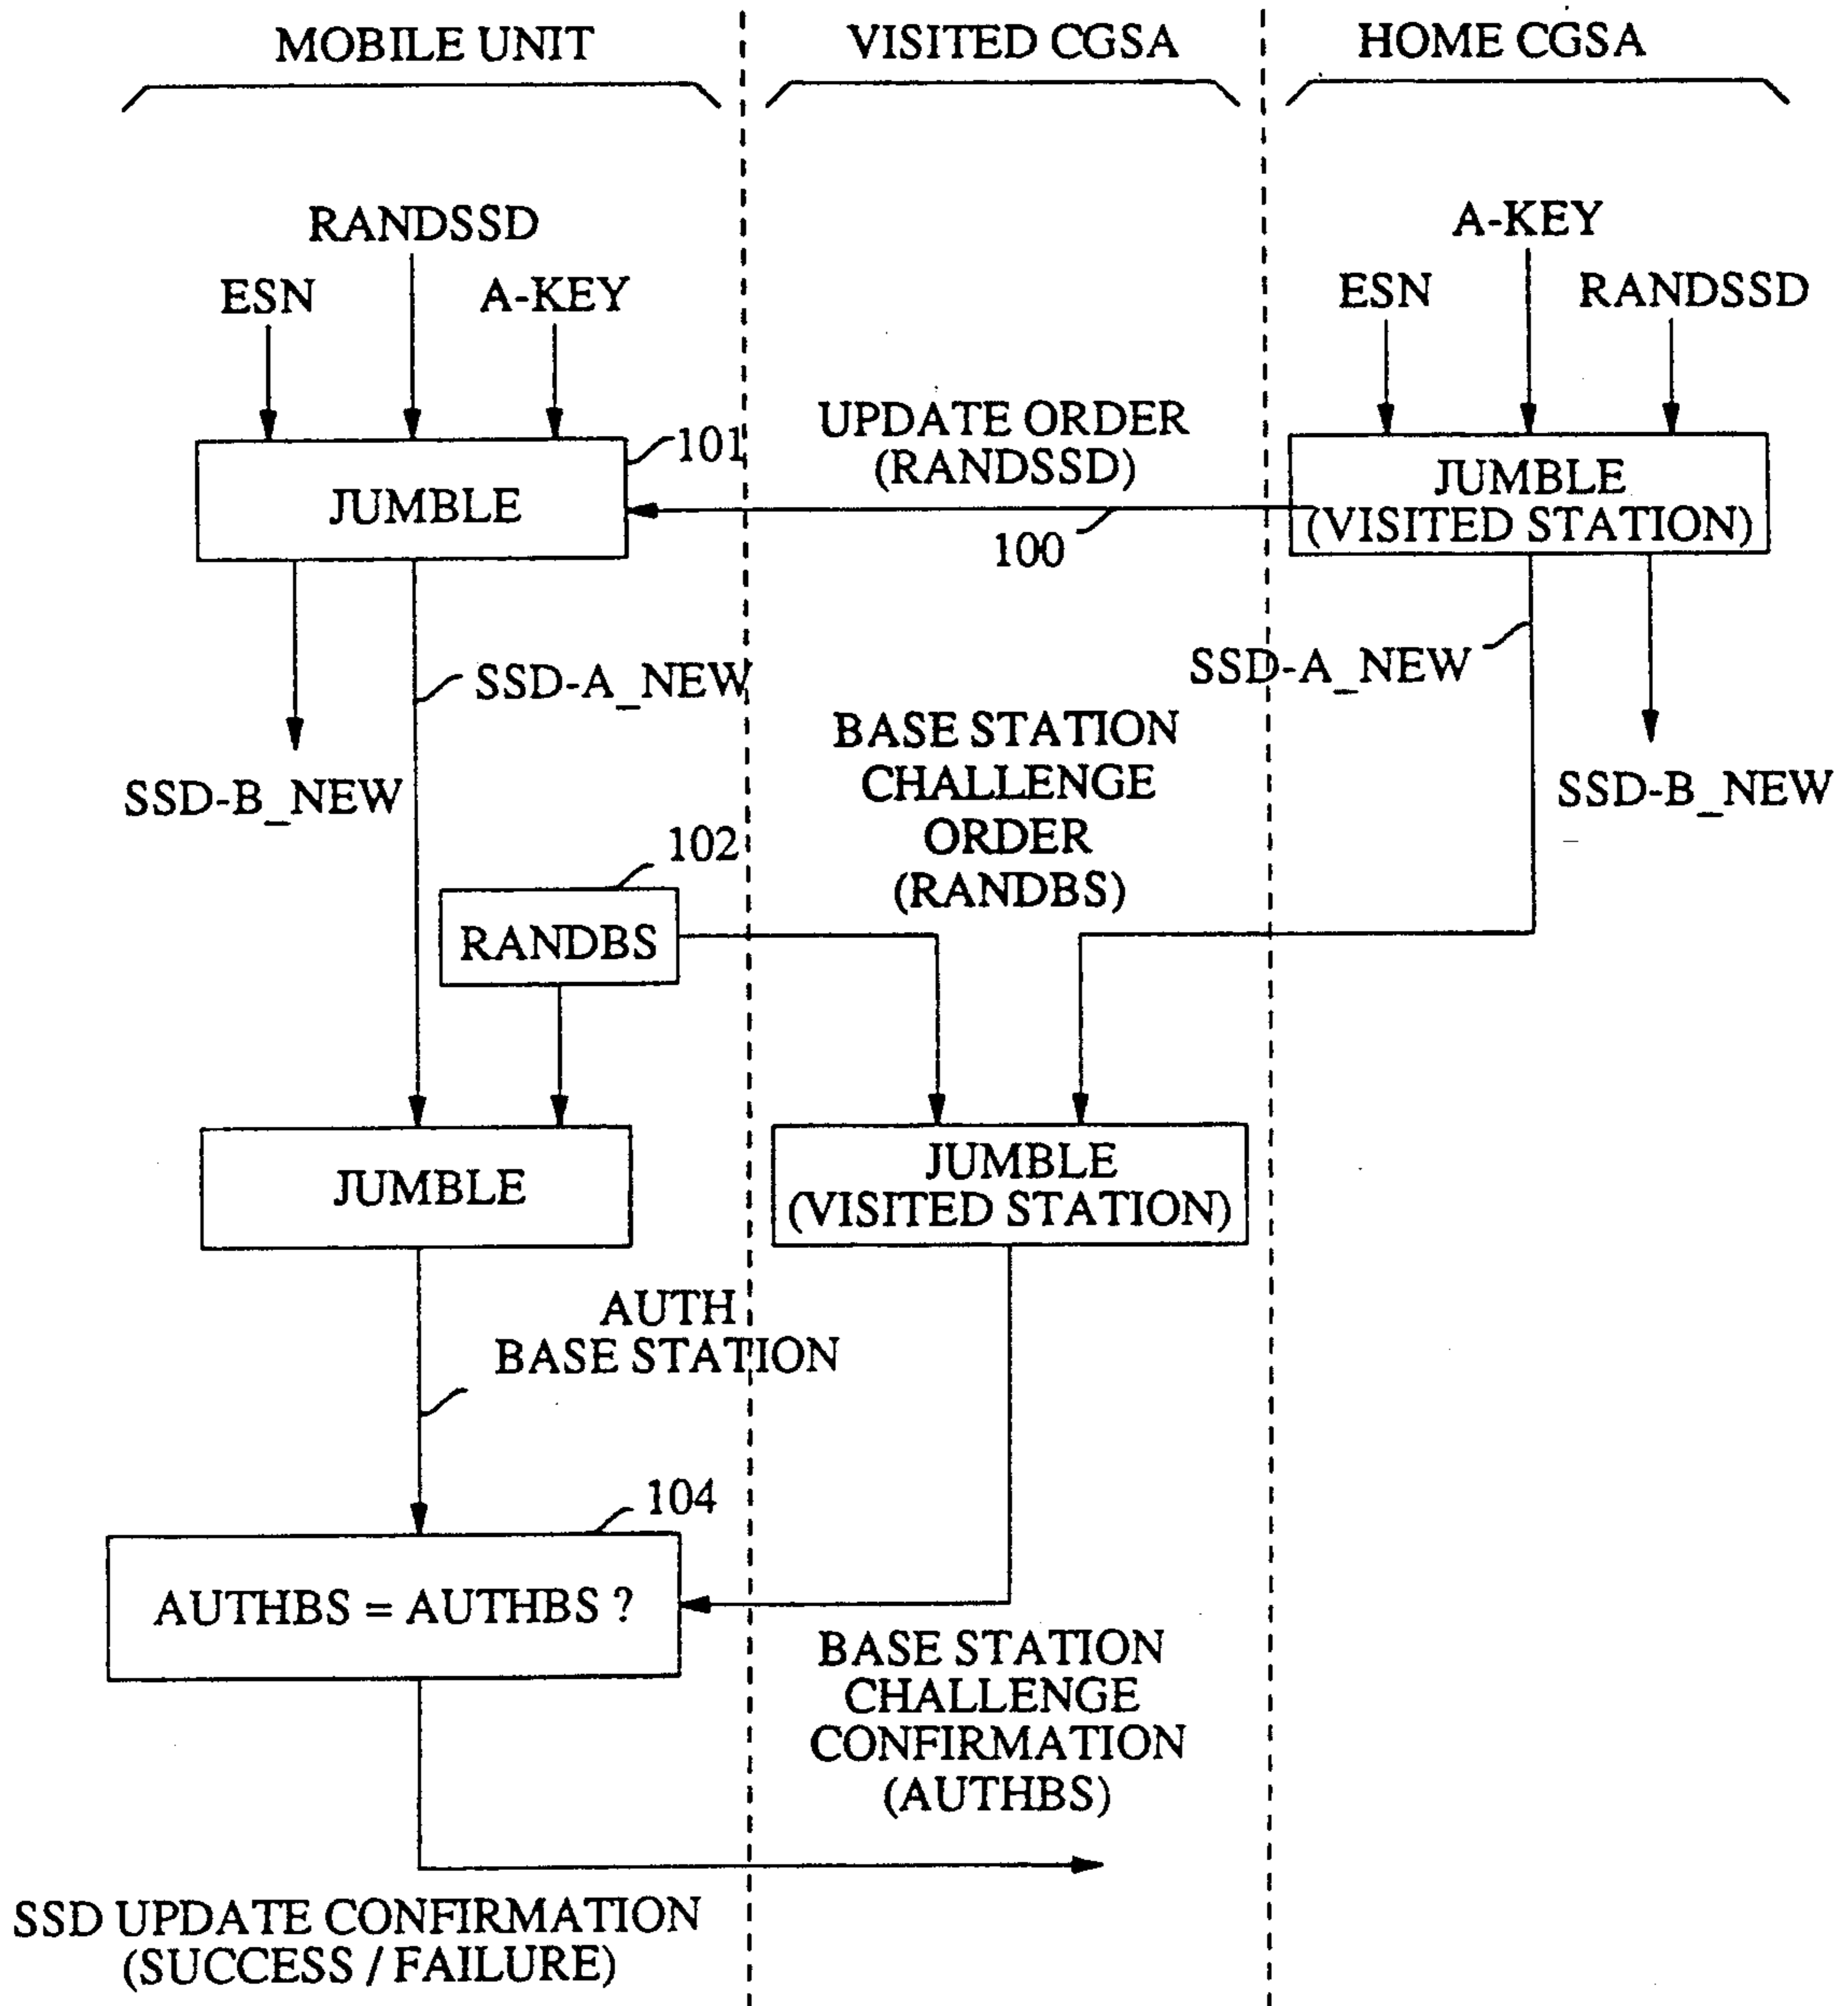 MOBILE UNIT
VISITED CGSA
HOME CGSA
RANDSSD
ESN
A-KEY
A-KEY
ESN
RANDSSD
101
JUMBLE
UPDATE ORDER
(RANDSSD)
100
JUMBLE
(VISITED STATION)
SSD-A_NEW
SSD-B_NEW
SSD-A_NEW
SSD-B_NEW
BASE STATION
CHALLENGE
ORDER
(RANDBS)
102
RANDBS
JUMBLE
JUMBLE
(VISITED STATION)
AUTH
BASE STATION
104
AUTHBS = AUTHBS ?
BASE STATION
CHALLENGE
CONFIRMATION
(AUTHBS)
SSD UPDATE CONFIRMATION
(SUCCESS / FAILURE)